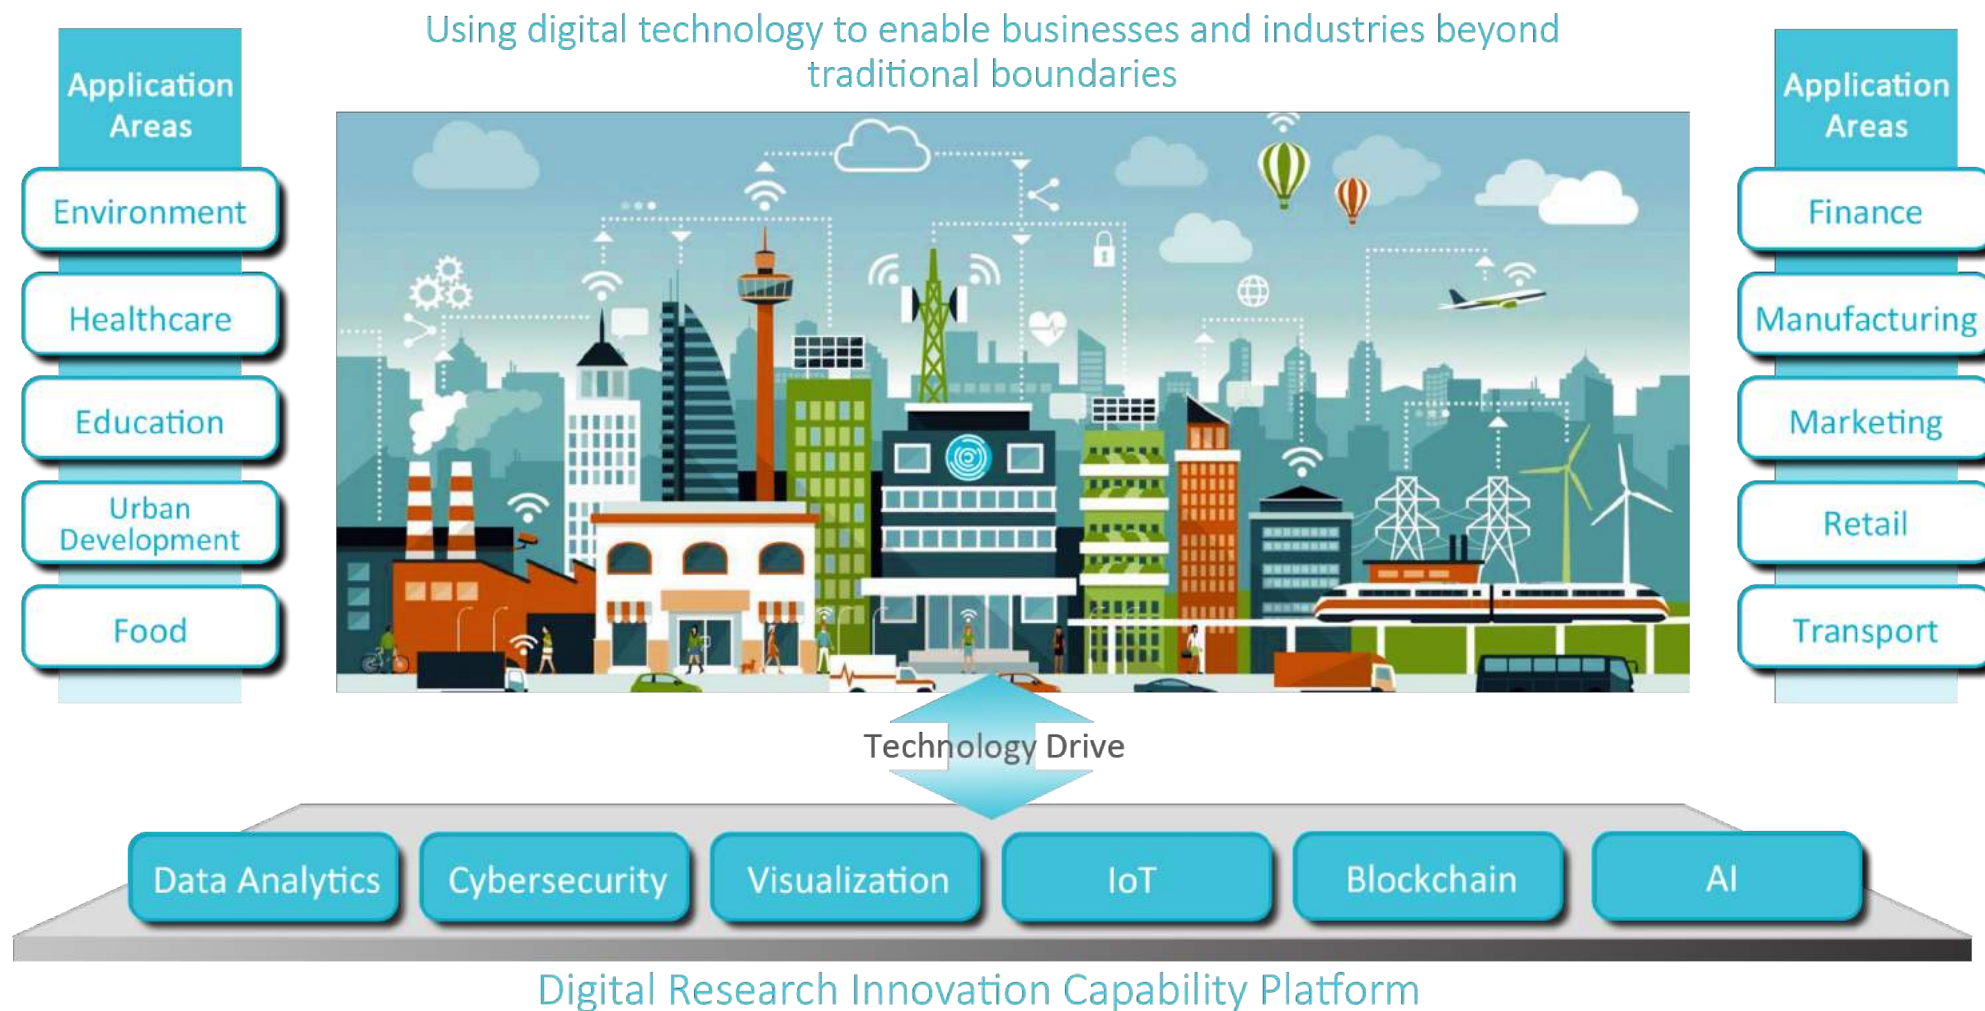 Using digital technology to enable businesses and industries beyond
traditional boundaries
Application
Areas
Environment
Healthcare
Education
Urban
Development
Food
Application
Areas
Finance
Manufacturing
Marketing
Retail
Transport
Technology Drive
Data Analytics
Cybersecurity
Visualization
IoT
Blockchain
AI
Digital Research Innovation Capability Platform